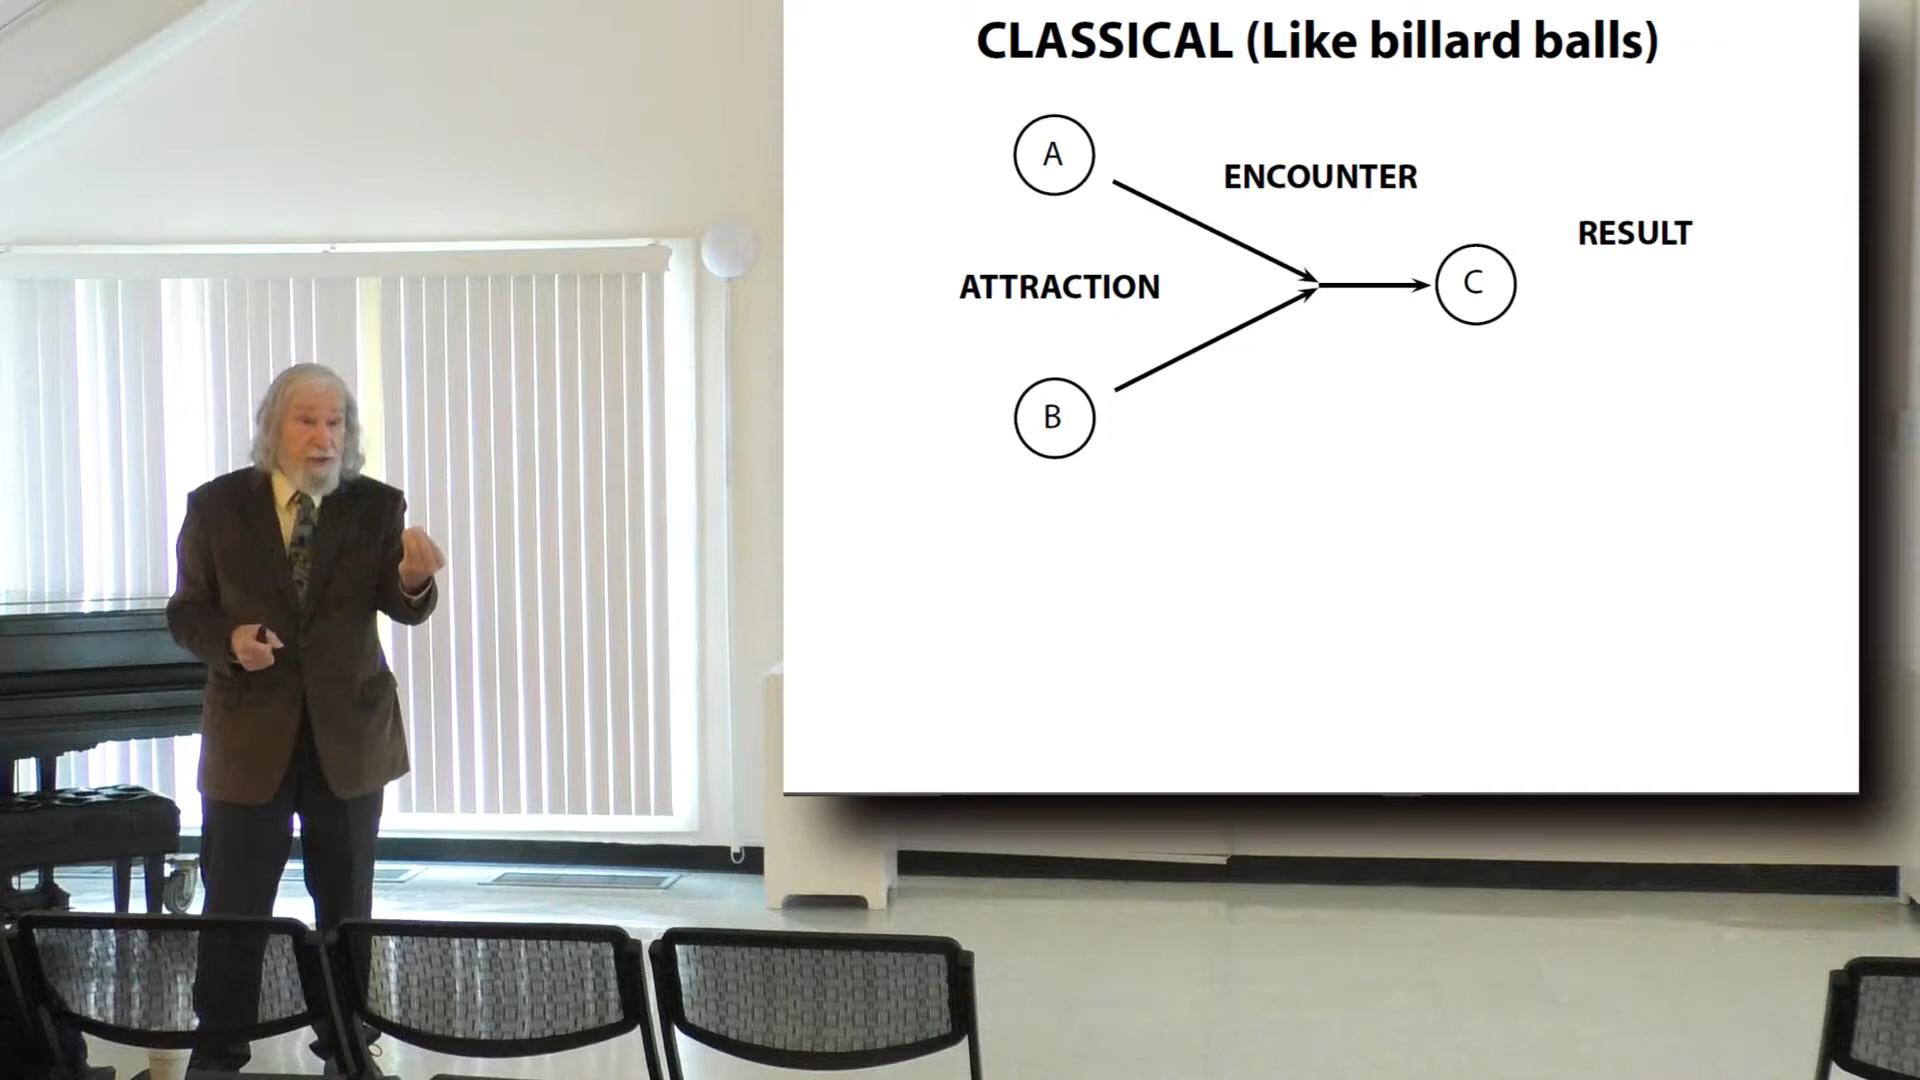 CLASSICAL (Like billard balls)
A
ENCOUNTER
RESULT
ATTRACTION
C
B